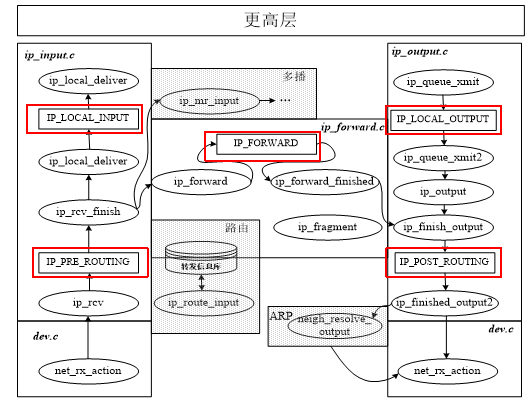 更高层
ip_input.c
ip_output.c
ip_local_deliver
多播
ip_queue_xmit
ip_mr_input
...
IP_LOCAL_INPUT
ip_forward.c
IP_LOCAL_OUTPUT
IP_FORWARD
ip_local_deliver
ip_queue_xmit2
ip_forward
ip_forward_finished
ip_output
ip_rcv_finish
路由
ip_fragment
ip_finish_output
IP_PRE_ROUTING
转发信息库
IP_POST_ROUTING
ip_rcv
ip_route_input
ip_finished_output2
ARP
neigh_resolve_
output
dev.c
dev.c
net_rx_action
net_rx_action